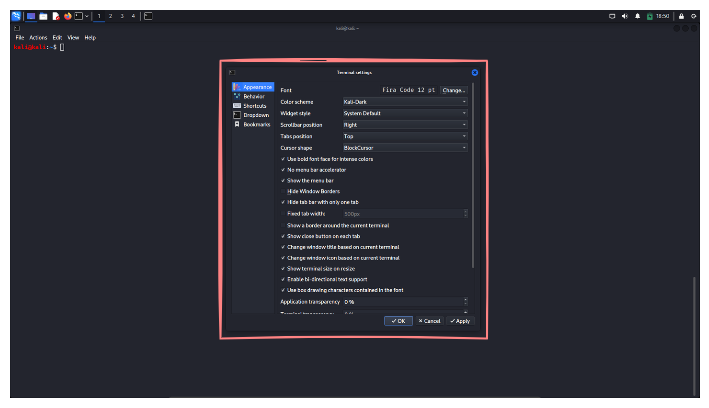 1 2 3 4
18:50
kali@kali: ~
File Actions Edit View Help
kali@kali:~$
Terminal settings
Appearance
Behavior
Shortcuts
Dropdown
Bookmarks
Font Fira Code 12 pt Change...
Color scheme Kali-Dark
Widget style System Default
Scrollbar position Right
Tabs position Top
Cursor shape BlockCursor
Use bold font face for intense colors
No menu bar accelerator
Show the menu bar
Hide Window Borders
Hide tab bar with only one tab
Fixed tab width: 500px
Show a border around the current terminal
Show close button on each tab
Change window title based on current terminal
Change window icon based on current terminal
Show terminal size on resize
Enable bi-directional text support
Use box drawing characters contained in the font
Application transparency 0 %
Terminal transparency 0 %
OK Cancel Apply